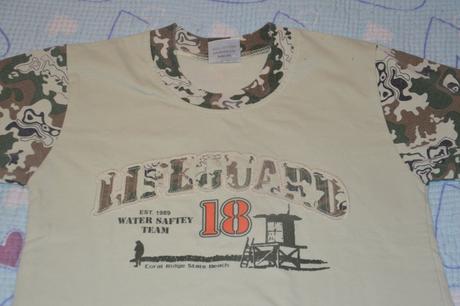 LIFEGUARD
EST. 1989
WATER SAFTEY
TEAM
18
Coral Ridge State Beach